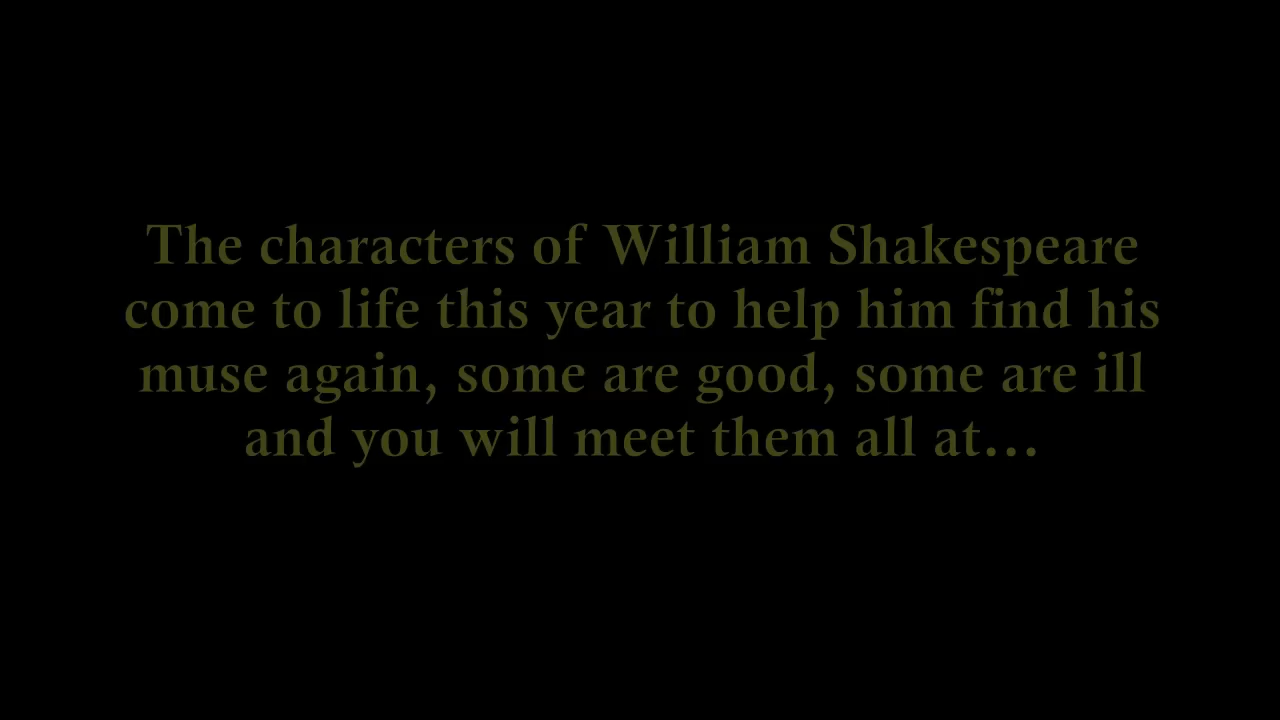 The characters of William Shakespeare
come to life this year to help him find his
muse again, some are good, some are ill
and you will meet them all at…